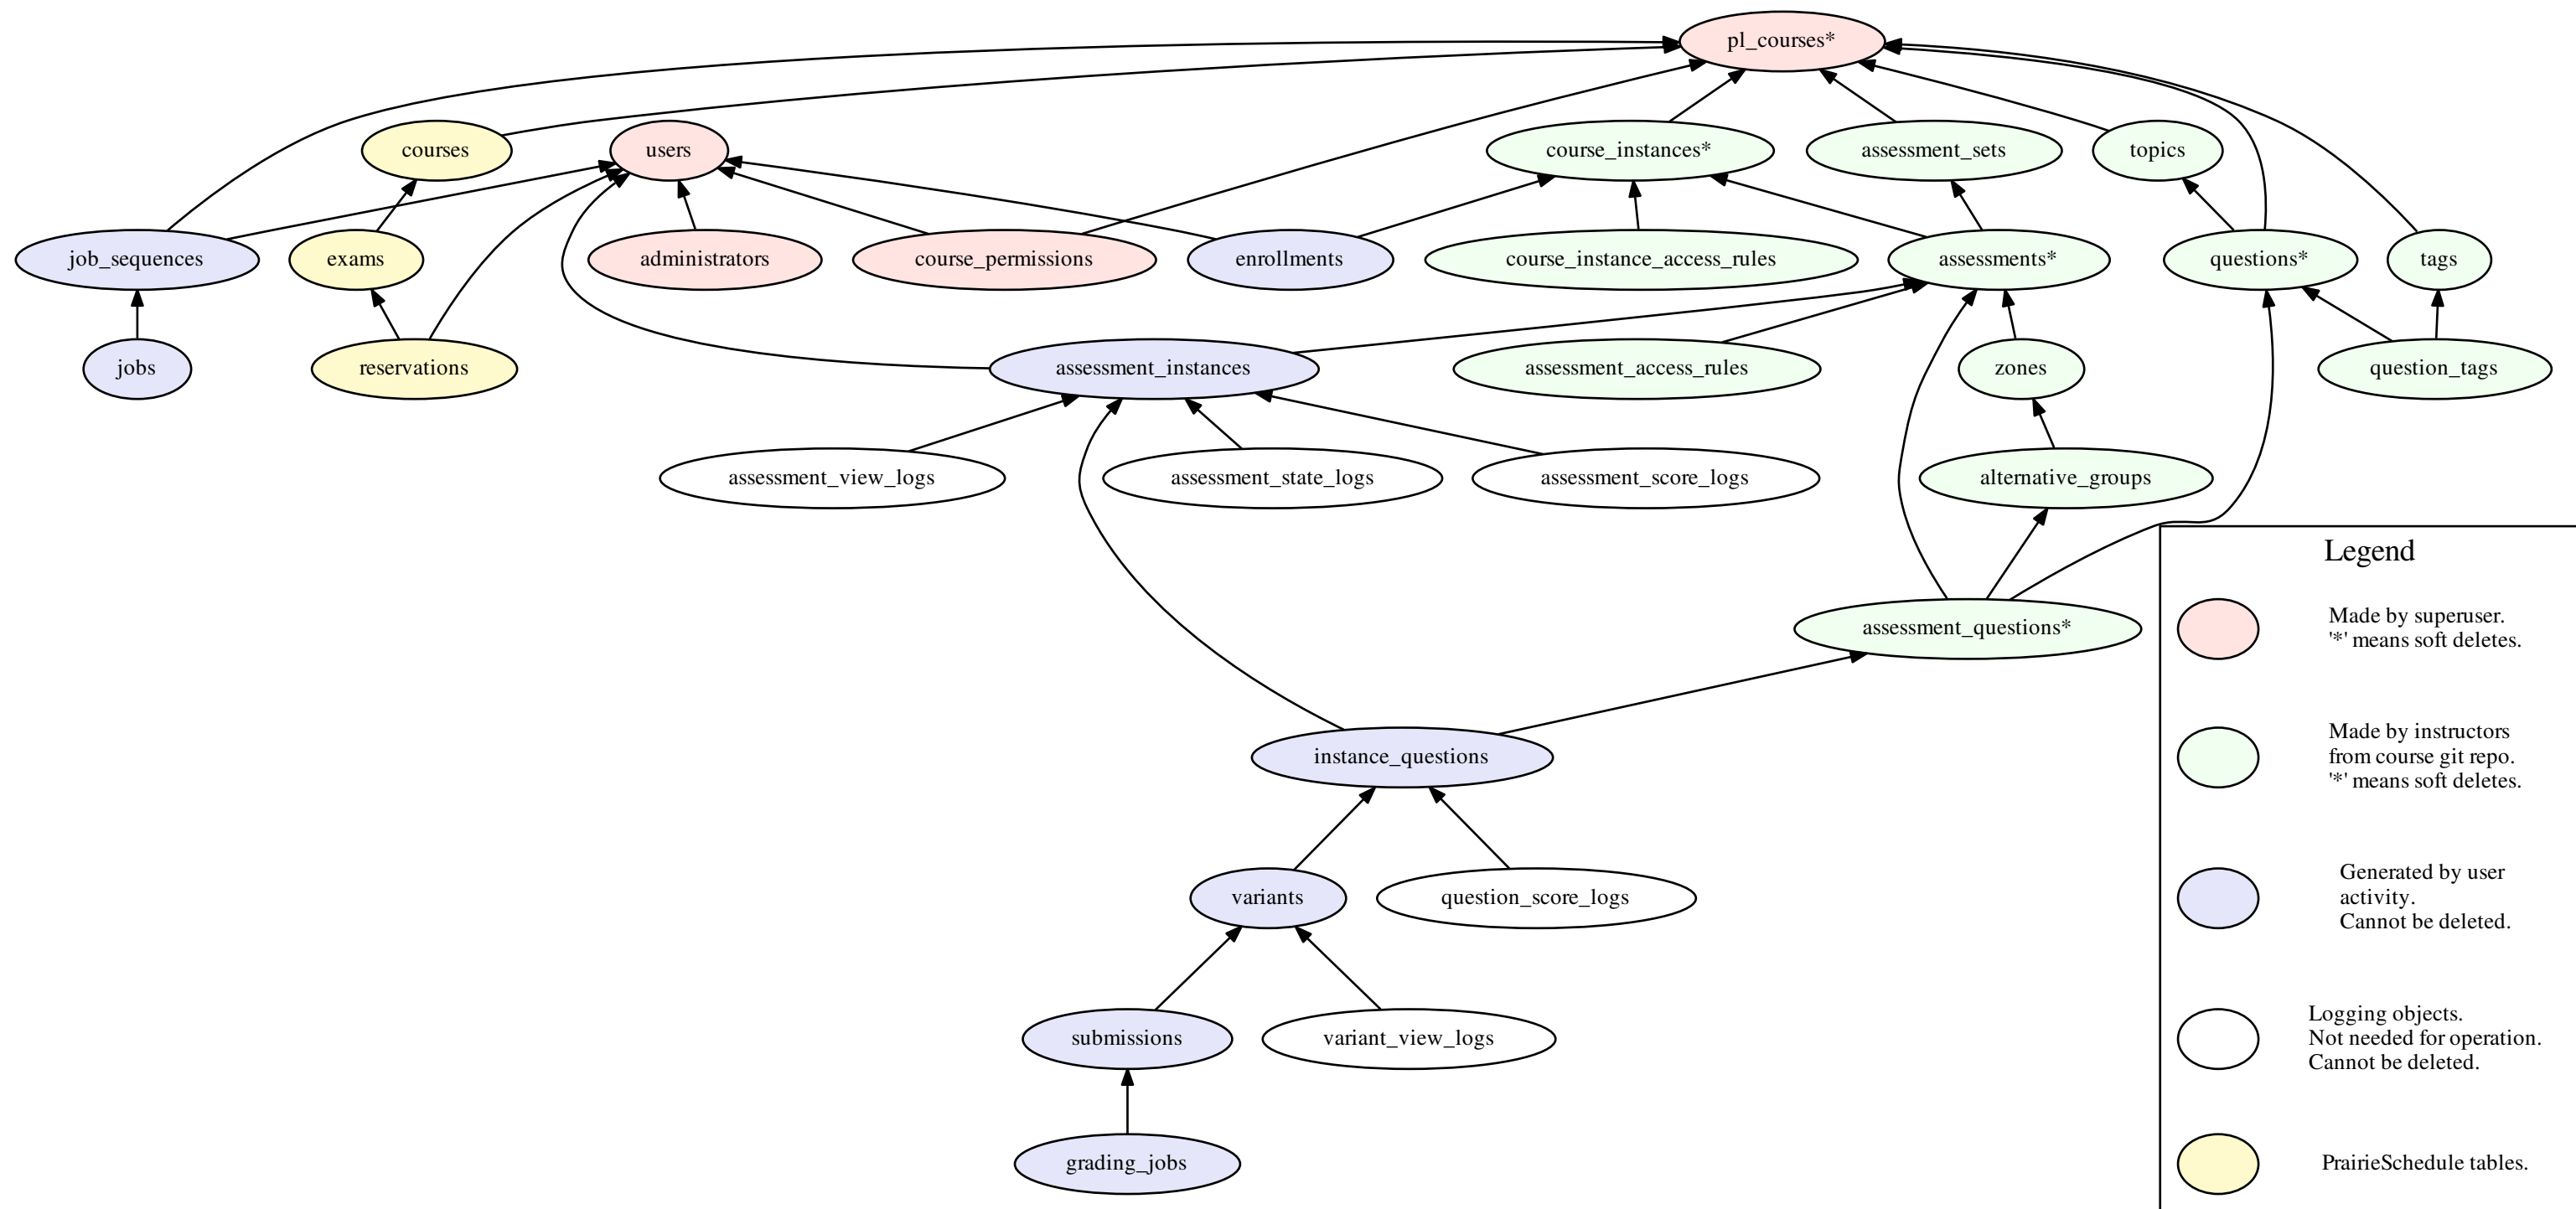 pl_courses*
courses
users
course_instances*
assessment_sets
topics
job_sequences
exams
administrators
course_permissions
enrollments
course_instance_access_rules
assessments*
questions*
tags
jobs
reservations
assessment_instances
assessment_access_rules
zones
question_tags
assessment_view_logs
assessment_state_logs
assessment_score_logs
alternative_groups
assessment_questions*
instance_questions
variants
question_score_logs
submissions
variant_view_logs
grading_jobs
Legend
Made by superuser.
'*' means soft deletes.
Made by instructors
from course git repo.
'*' means soft deletes.
Generated by user
activity.
Cannot be deleted.
Logging objects.
Not needed for operation.
Cannot be deleted.
PrairieSchedule tables.